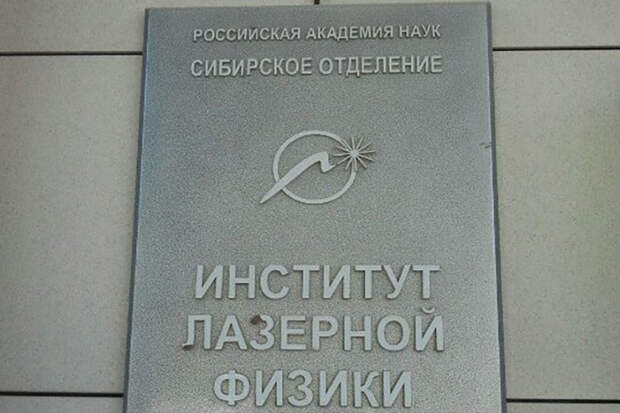 РОССИЙСКАЯ АКАДЕМИЯ НАУК
СИБИРСКОЕ ОТДЕЛЕНИЕ
ИНСТИТУТ
ЛАЗЕРНОЙ
ФИЗИКИ